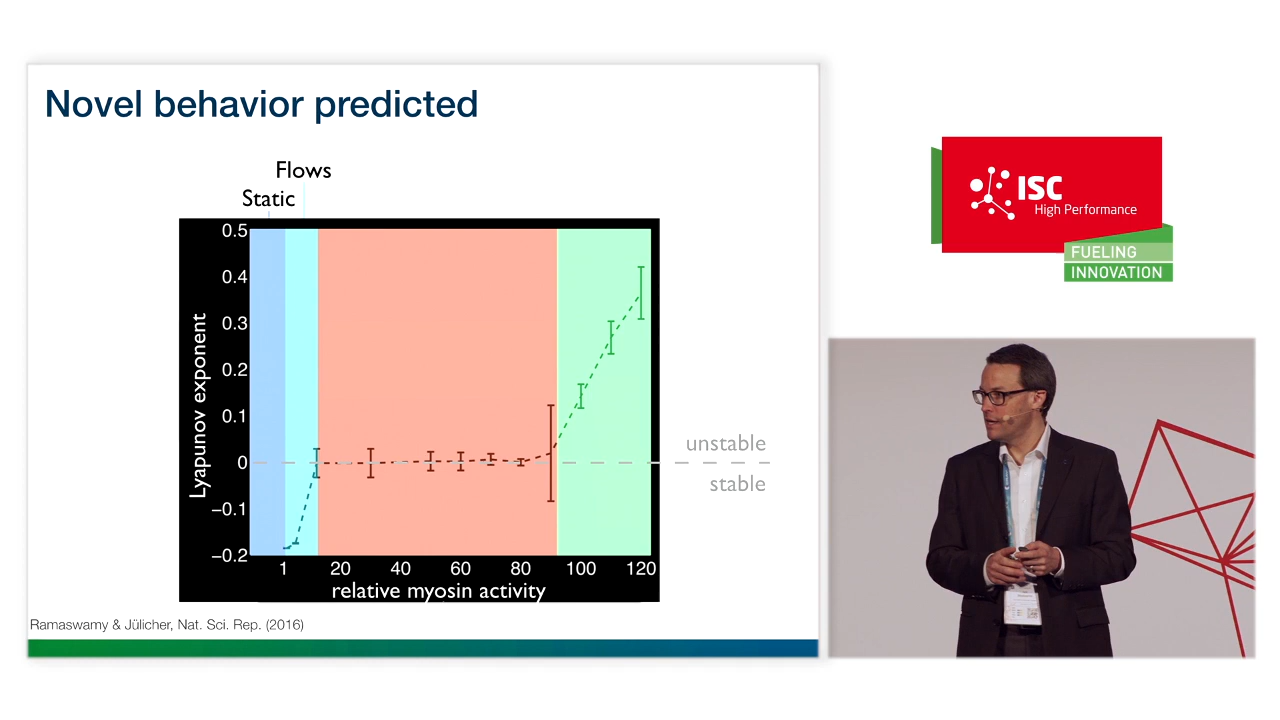 Novel behavior predicted
Flows
Static
0.5
0.4
0.3
0.2
0.1
0
−0.1
−0.2
Lyapunov exponent
1 20 40 60 80 100 120
relative myosin activity
unstable
stable
Ramaswamy & Jülicher, Nat. Sci. Rep. (2016)
ISC
High Performance
FUELING
INNOVATION